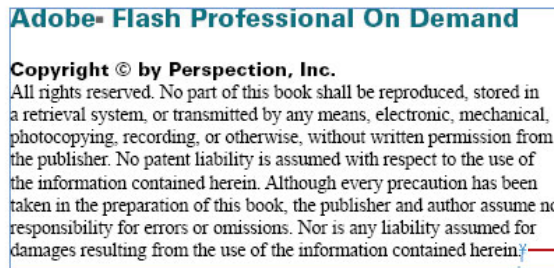 Adobe Flash Professional On Demand
Copyright © by Perspection, Inc.
All rights reserved. No part of this book shall be reproduced, stored in
a retrieval system, or transmitted by any means, electronic, mechanical,
photocopying, recording, or otherwise, without written permission from
the publisher. No patent liability is assumed with respect to the use of
the information contained herein. Although every precaution has been
taken in the preparation of this book, the publisher and author assume no
responsibility for errors or omissions. Nor is any liability assumed for
damages resulting from the use of the information contained herein.